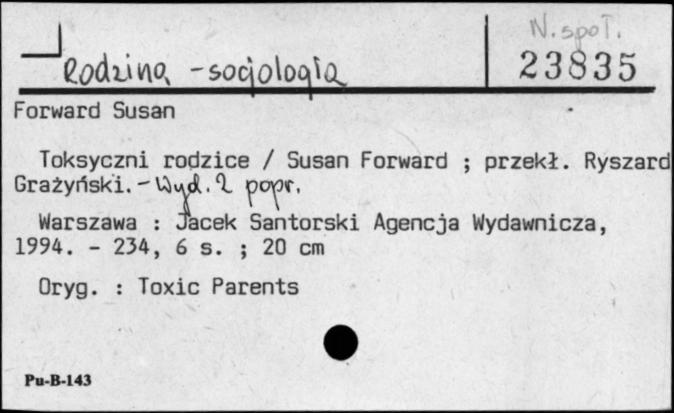 N. społ.
Rodzina - socjologia
23835
Forward Susan
Toksyczni rodzice / Susan Forward ; przekł. Ryszard
Grażyński. - Wyd. 2 popr.
Warszawa : Jacek Santorski Agencja Wydawnicza,
1994. - 234, 6 s. ; 20 cm
Oryg. : Toxic Parents
Pu-B-143